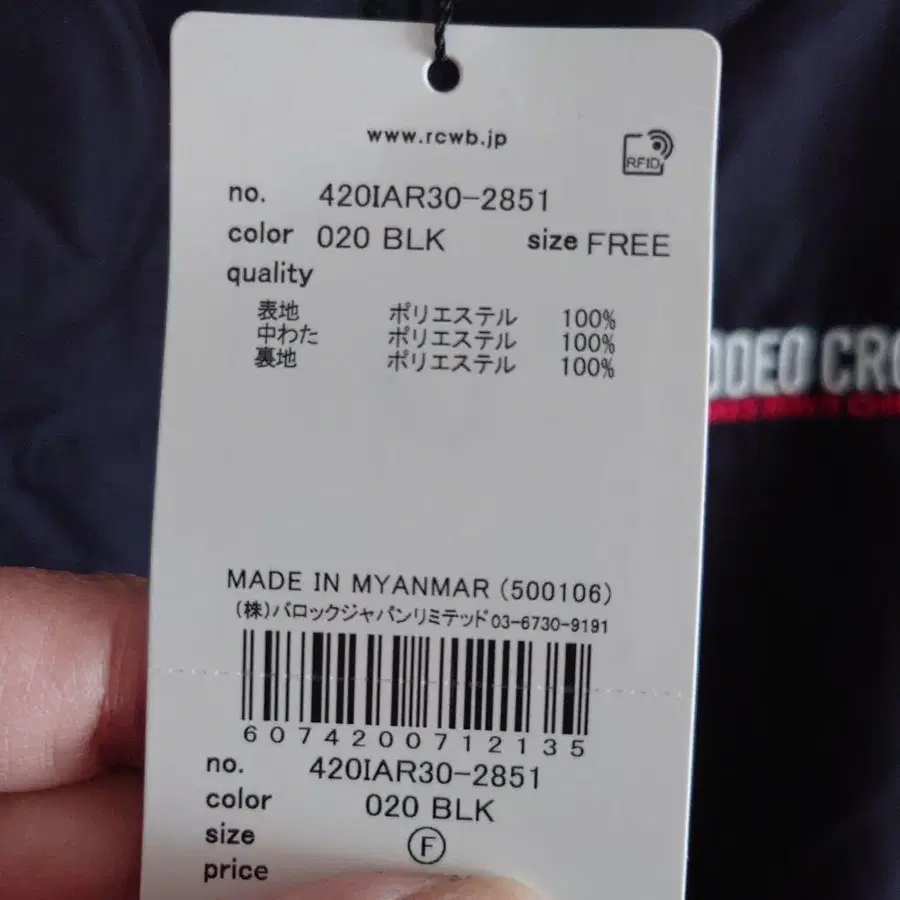 www.rcwb.jp
RFID
no. 420IAR30-2851
color 020 BLK size FREE
quality
表地 ポリエステル 100%
中わた ポリエステル 100%
裏地 ポリエステル 100%
ODEO CRO
MADE IN MYANMAR (500106)
(株)バロックジャパンリミテッド 03-6730-9191
6074200712135
no. 420IAR30-2851
color 020 BLK
size F
price